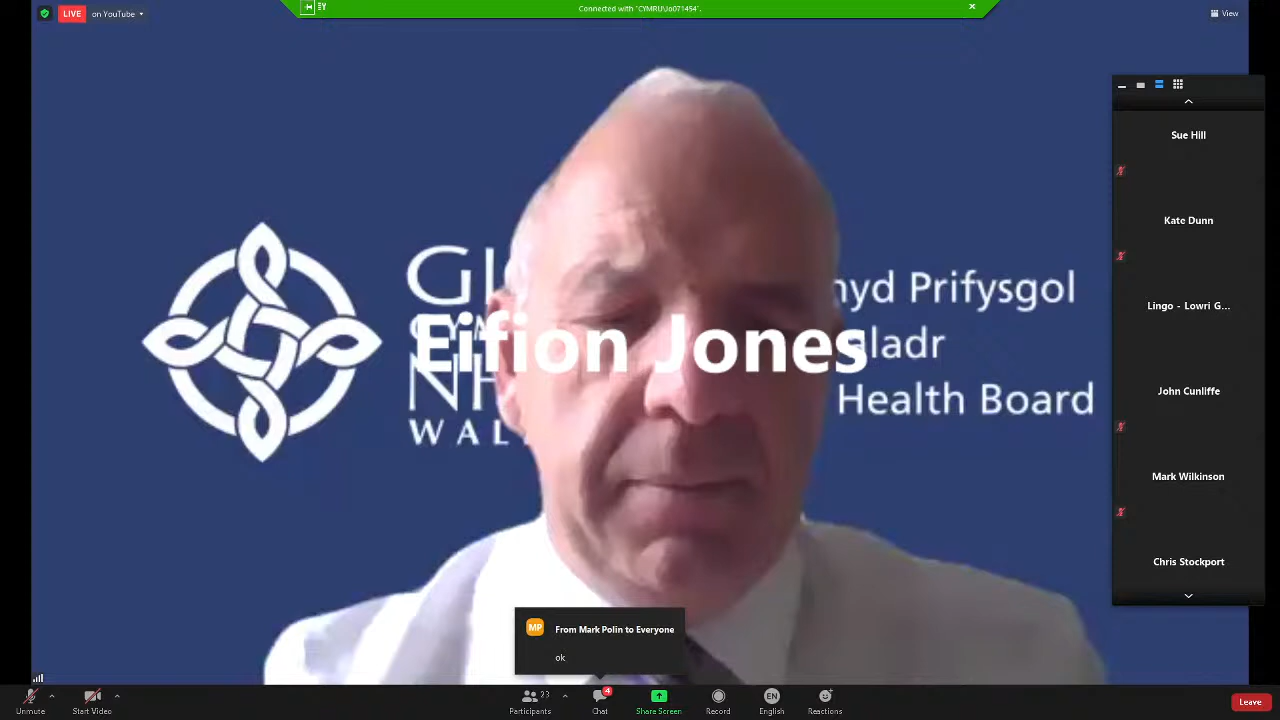 LIVE
on YouTube
Connected with "CYMRU\Jo071454".
View
Sue Hill
Kate Dunn
Lingo - Lowri G...
John Cunliffe
Mark Wilkinson
Chris Stockport
Eifion Jones
hyd Prifysgol
aladr
Health Board
WAL
MP
From Mark Polin to Everyone
ok
Unmute
Start Video
23
Participants
4
Chat
Share Screen
Record
EN
English
Reactions
Leave